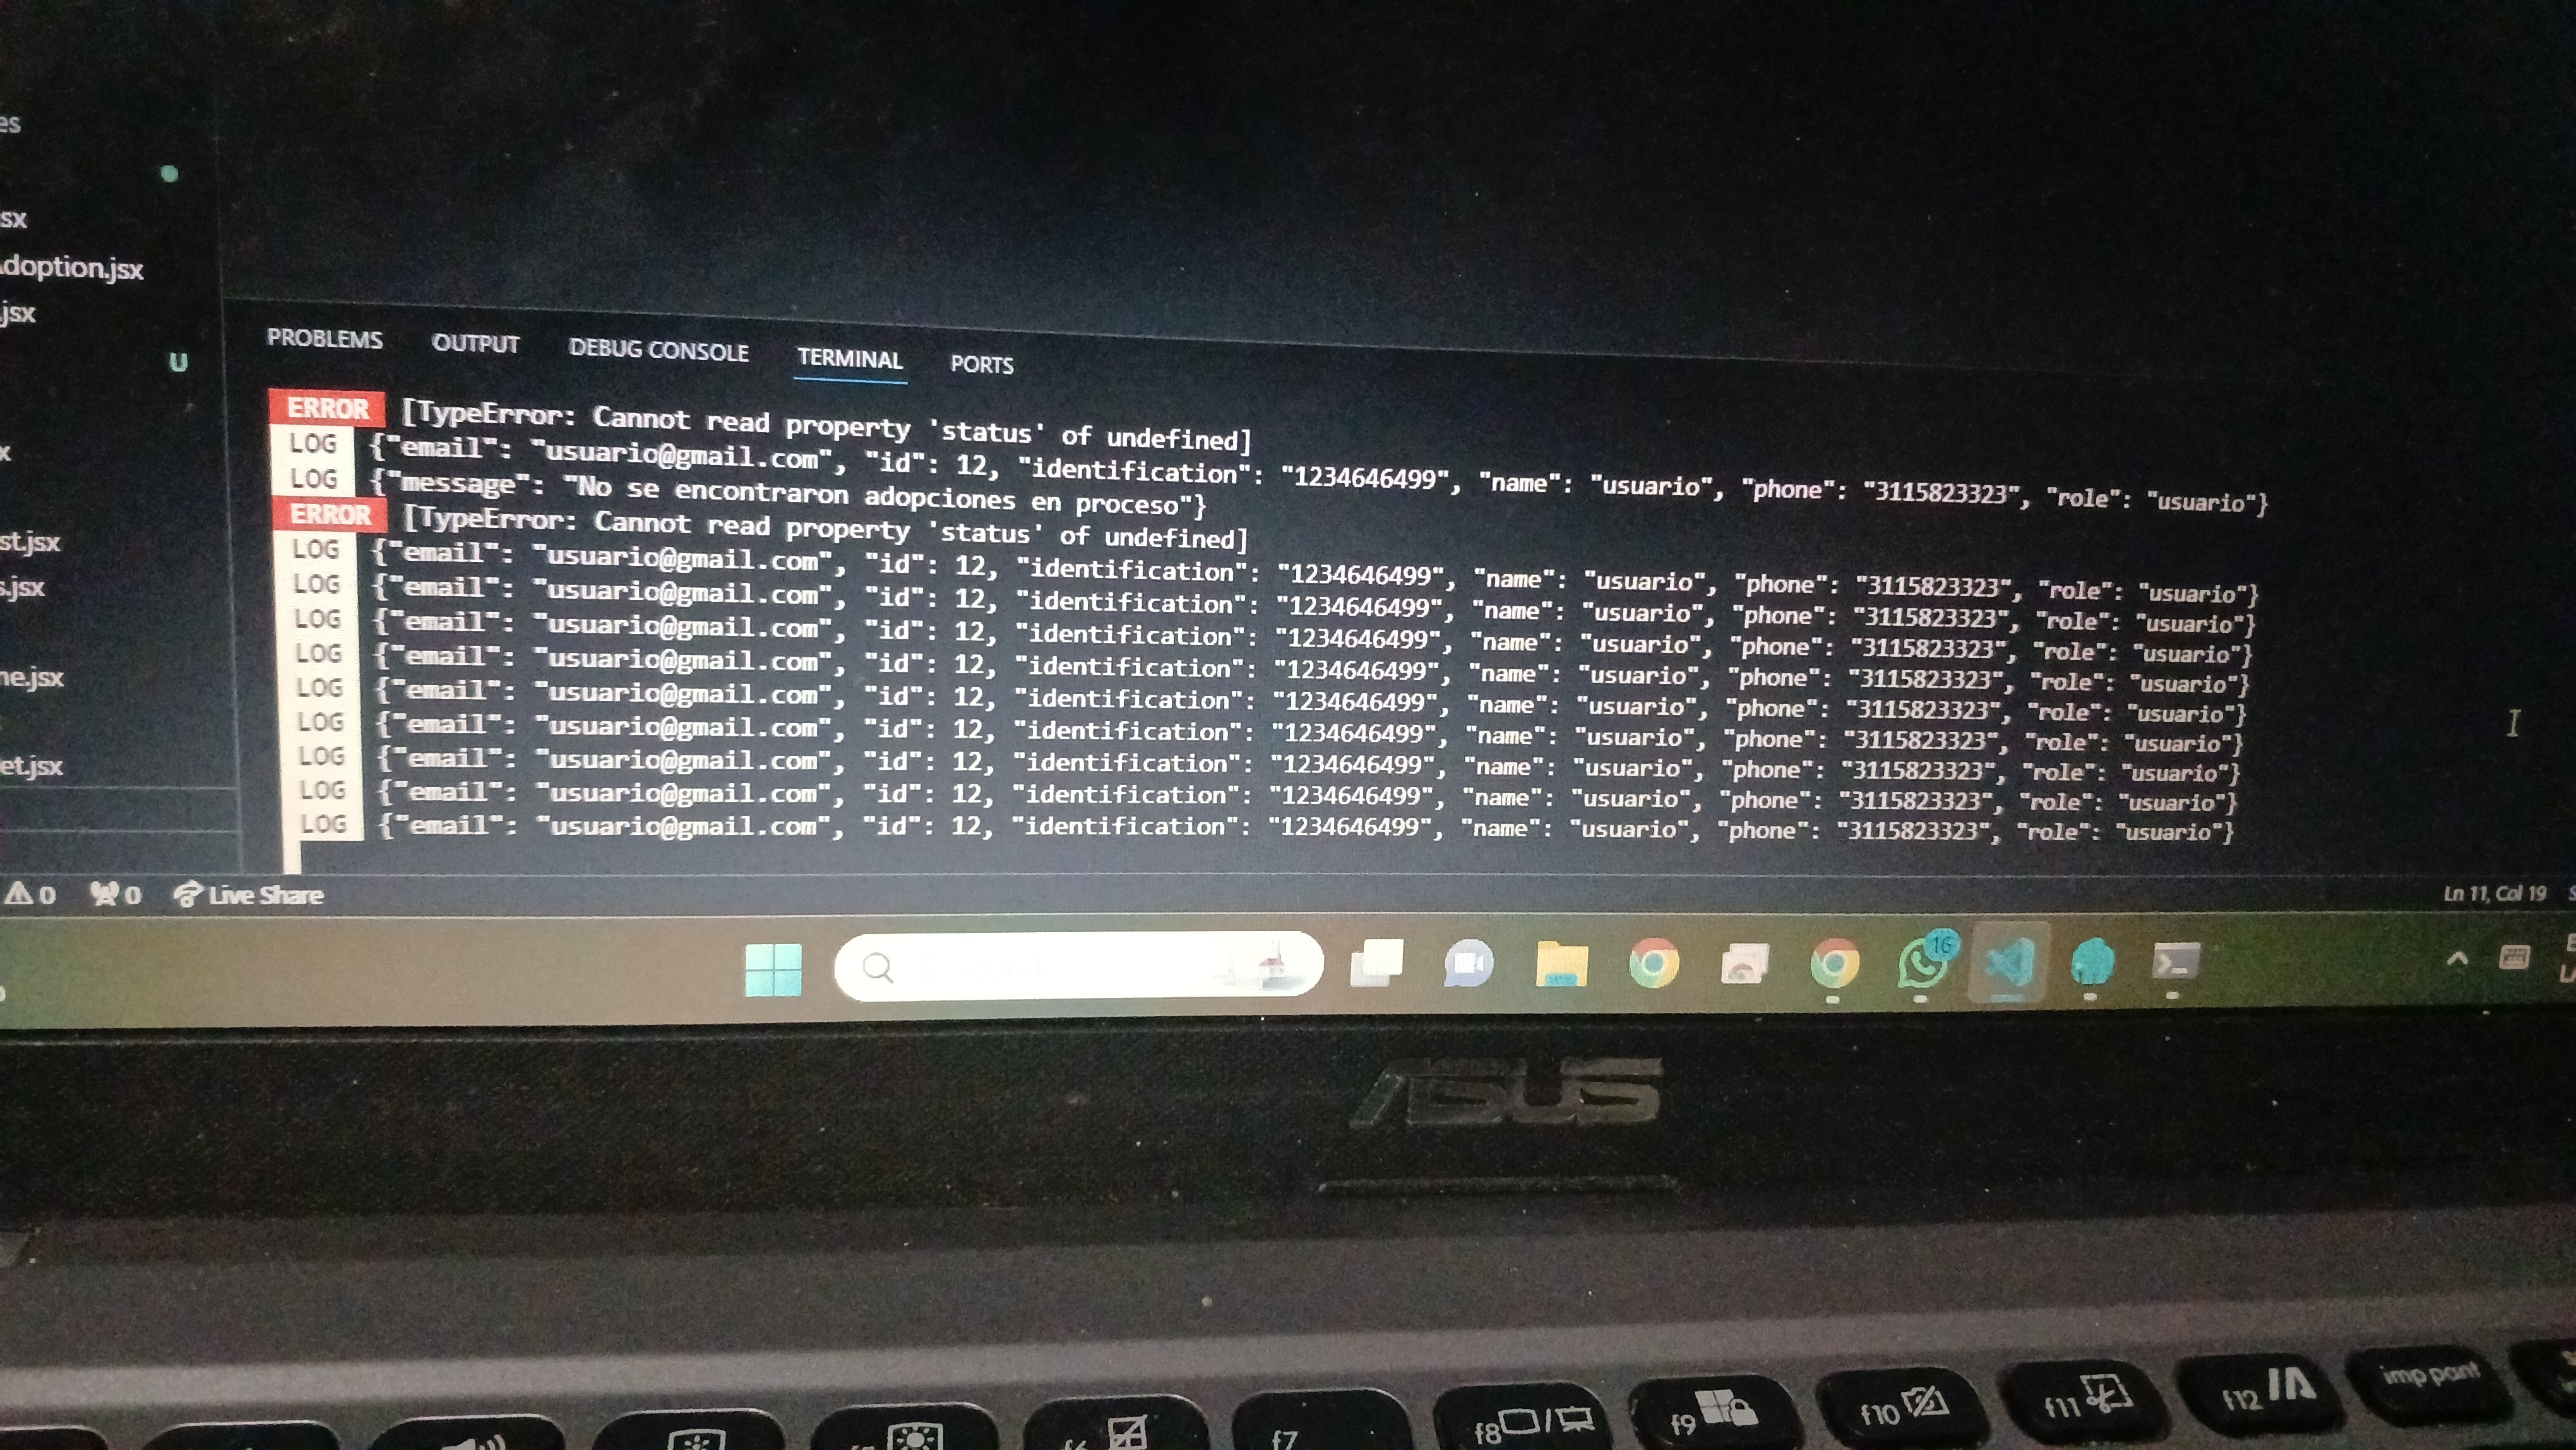 es
sx
doption.jsx
.jsx
U
x
st.jsx
s.jsx
ne.jsx
et.jsx
PROBLEMS OUTPUT DEBUG CONSOLE TERMINAL PORTS
ERROR [TypeError: Cannot read property 'status' of undefined]
LOG {"email": "usuario@gmail.com", "id": 12, "identification": "1234646499", "name": "usuario", "phone": "3115823323", "role": "usuario"}
LOG {"message": "No se encontraron adopciones en proceso"}
ERROR [TypeError: Cannot read property 'status' of undefined]
LOG {"email": "usuario@gmail.com", "id": 12, "identification": "1234646499", "name": "usuario", "phone": "3115823323", "role": "usuario"}
LOG {"email": "usuario@gmail.com", "id": 12, "identification": "1234646499", "name": "usuario", "phone": "3115823323", "role": "usuario"}
LOG {"email": "usuario@gmail.com", "id": 12, "identification": "1234646499", "name": "usuario", "phone": "3115823323", "role": "usuario"}
LOG {"email": "usuario@gmail.com", "id": 12, "identification": "1234646499", "name": "usuario", "phone": "3115823323", "role": "usuario"}
LOG {"email": "usuario@gmail.com", "id": 12, "identification": "1234646499", "name": "usuario", "phone": "3115823323", "role": "usuario"}
LOG {"email": "usuario@gmail.com", "id": 12, "identification": "1234646499", "name": "usuario", "phone": "3115823323", "role": "usuario"}
LOG {"email": "usuario@gmail.com", "id": 12, "identification": "1234646499", "name": "usuario", "phone": "3115823323", "role": "usuario"}
LOG {"email": "usuario@gmail.com", "id": 12, "identification": "1234646499", "name": "usuario", "phone": "3115823323", "role": "usuario"}
LOG {"email": "usuario@gmail.com", "id": 12, "identification": "1234646499", "name": "usuario", "phone": "3115823323", "role": "usuario"}
0 0 Live Share Ln 11, Col 19
16
ASUS
f7 f8 f9 f10 f11 f12 imp pant